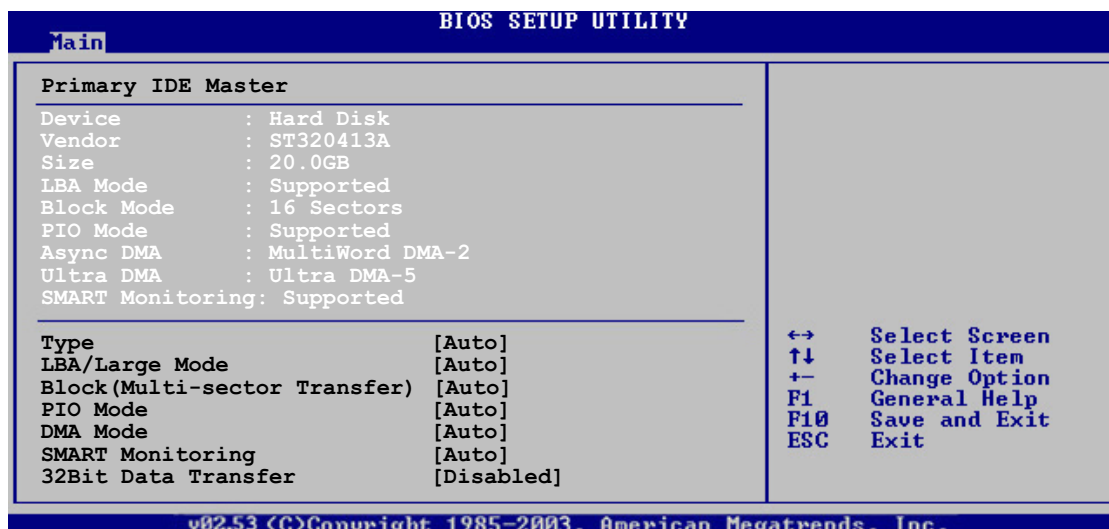 BIOS SETUP UTILITY
Main
Primary IDE Master
Device : Hard Disk
Vendor : ST320413A
Size : 20.0GB
LBA Mode : Supported
Block Mode : 16 Sectors
PIO Mode : Supported
Async DMA : MultiWord DMA-2
Ultra DMA : Ultra DMA-5
SMART Monitoring: Supported
Type [Auto]
LBA/Large Mode [Auto]
Block(Multi-sector Transfer) [Auto]
PIO Mode [Auto]
DMA Mode [Auto]
SMART Monitoring [Auto]
32Bit Data Transfer [Disabled]
←→ Select Screen
↑↓ Select Item
+- Change Option
F1 General Help
F10 Save and Exit
ESC Exit
v02.53 (C)Copyright 1985-2003, American Megatrends, Inc.